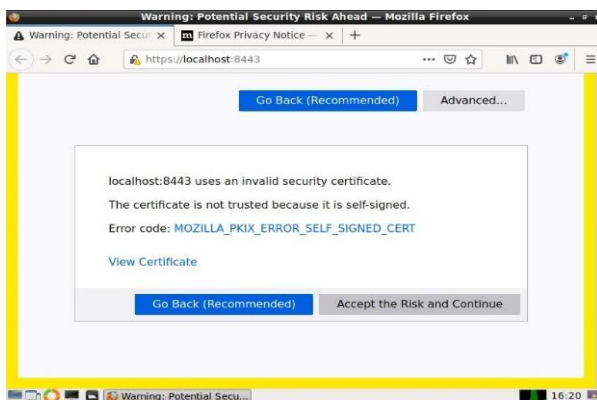 Warning: Potential Security Risk Ahead — Mozilla Firefox
Warning: Potential Secur
Firefox Privacy Notice —
https://localhost:8443
Go Back (Recommended)
Advanced...
localhost:8443 uses an invalid security certificate.
The certificate is not trusted because it is self-signed.
Error code: MOZILLA_PKIX_ERROR_SELF_SIGNED_CERT
View Certificate
Go Back (Recommended)
Accept the Risk and Continue
Warning: Potential Secu...
16:20